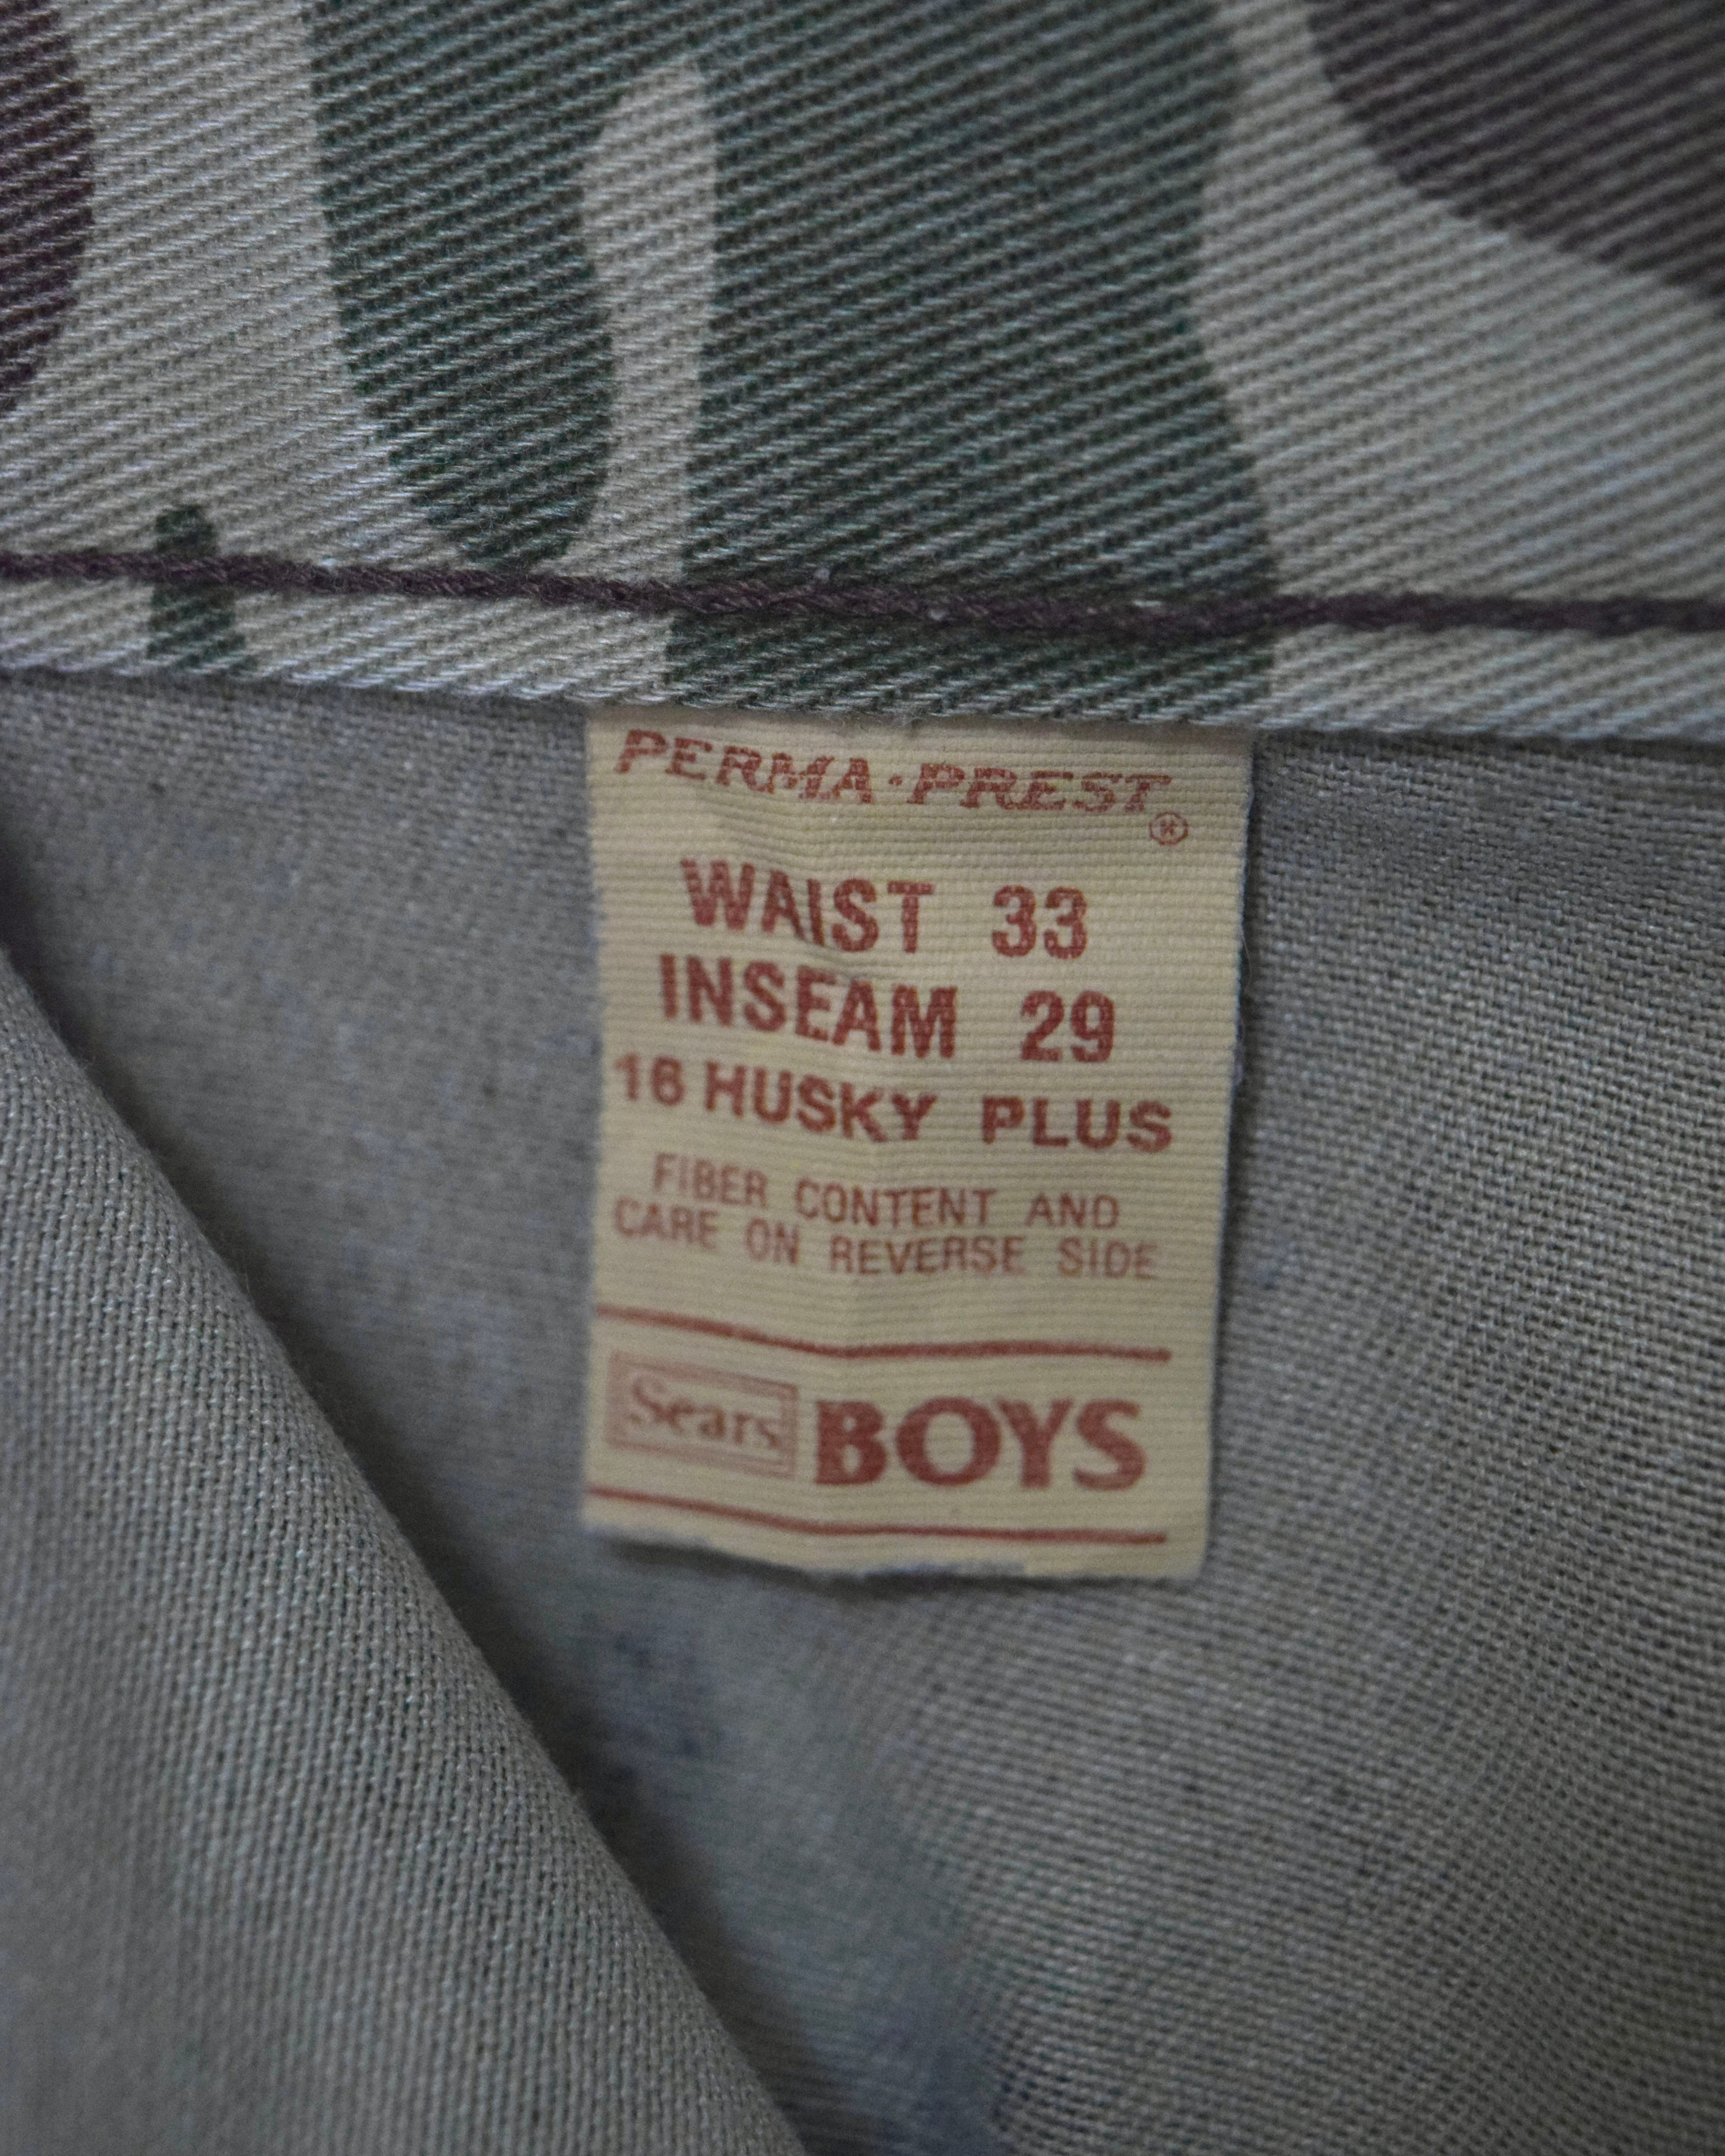 PERMA·PREST®
WAIST 33
INSEAM 29
16 HUSKY PLUS
FIBER CONTENT AND
CARE ON REVERSE SIDE
Sears BOYS